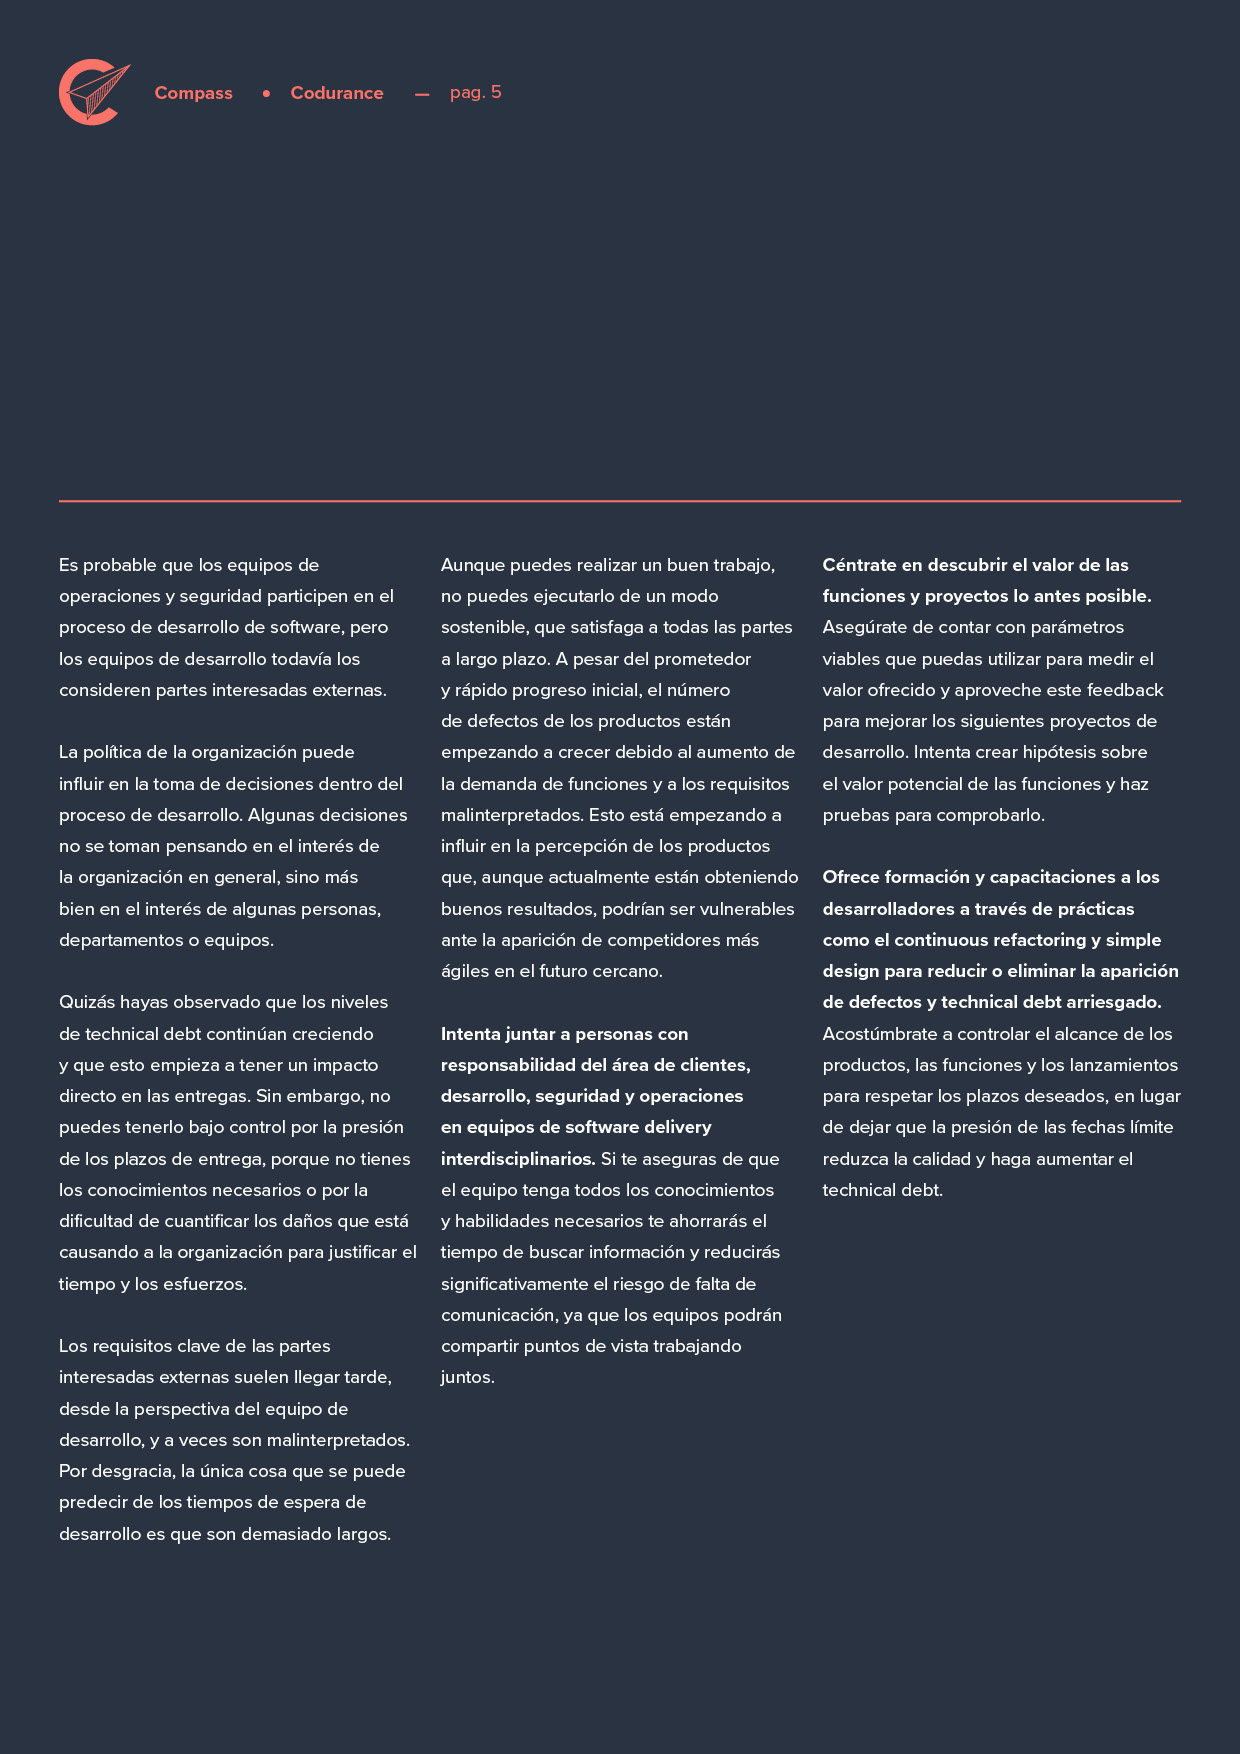 Compass • Codurance — pag. 5
Es probable que los equipos de
operaciones y seguridad participen en el
proceso de desarrollo de software, pero
los equipos de desarrollo todavía los
consideren partes interesadas externas.
La política de la organización puede
influir en la toma de decisiones dentro del
proceso de desarrollo. Algunas decisiones
no se toman pensando en el interés de
la organización en general, sino más
bien en el interés de algunas personas,
departamentos o equipos.
Quizás hayas observado que los niveles
de technical debt continúan creciendo
y que esto empieza a tener un impacto
directo en las entregas. Sin embargo, no
puedes tenerlo bajo control por la presión
de los plazos de entrega, porque no tienes
los conocimientos necesarios o por la
dificultad de cuantificar los daños que está
causando a la organización para justificar el
tiempo y los esfuerzos.
Los requisitos clave de las partes
interesadas externas suelen llegar tarde,
desde la perspectiva del equipo de
desarrollo, y a veces son malinterpretados.
Por desgracia, la única cosa que se puede
predecir de los tiempos de espera de
desarrollo es que son demasiado largos.
Aunque puedes realizar un buen trabajo,
no puedes ejecutarlo de un modo
sostenible, que satisfaga a todas las partes
a largo plazo. A pesar del prometedor
y rápido progreso inicial, el número
de defectos de los productos están
empezando a crecer debido al aumento de
la demanda de funciones y a los requisitos
malinterpretados. Esto está empezando a
influir en la percepción de los productos
que, aunque actualmente están obteniendo
buenos resultados, podrían ser vulnerables
ante la aparición de competidores más
ágiles en el futuro cercano.
Intenta juntar a personas con
responsabilidad del área de clientes,
desarrollo, seguridad y operaciones
en equipos de software delivery
interdisciplinarios. Si te aseguras de que
el equipo tenga todos los conocimientos
y habilidades necesarios te ahorrarás el
tiempo de buscar información y reducirás
significativamente el riesgo de falta de
comunicación, ya que los equipos podrán
compartir puntos de vista trabajando
juntos.
Céntrate en descubrir el valor de las
funciones y proyectos lo antes posible.
Asegúrate de contar con parámetros
viables que puedas utilizar para medir el
valor ofrecido y aproveche este feedback
para mejorar los siguientes proyectos de
desarrollo. Intenta crear hipótesis sobre
el valor potencial de las funciones y haz
pruebas para comprobarlo.
Ofrece formación y capacitaciones a los
desarrolladores a través de prácticas
como el continuous refactoring y simple
design para reducir o eliminar la aparición
de defectos y technical debt arriesgado.
Acostúmbrate a controlar el alcance de los
productos, las funciones y los lanzamientos
para respetar los plazos deseados, en lugar
de dejar que la presión de las fechas límite
reduzca la calidad y haga aumentar el
technical debt.